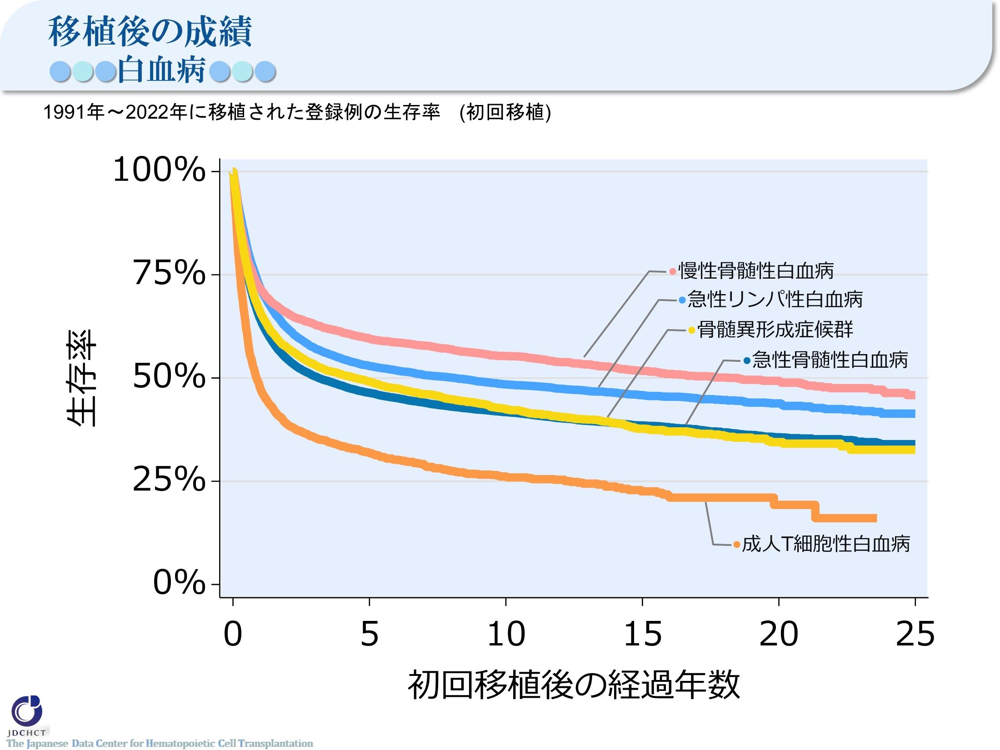 移植後の成績
白血病
1991年～2022年に移植された登録例の生存率　(初回移植)
100%
75%
50%
25%
0%
生存率
慢性骨髄性白血病
急性リンパ性白血病
骨髄異形成症候群
急性骨髄性白血病
成人T細胞性白血病
0 5 10 15 20 25
初回移植後の経過年数
JDCHCT
The Japanese Data Center for Hematopoietic Cell Transplantation